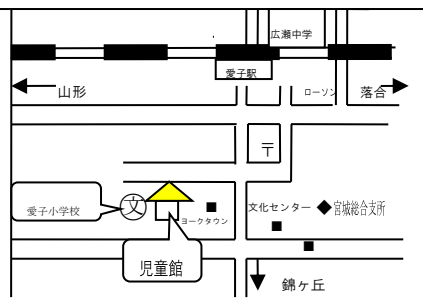 広瀬中学
愛子駅
山形
ローソン
落合
〒
愛子小学校
文
ヨークタウン
文化センター
宮城総合支所
児童館
錦ヶ丘